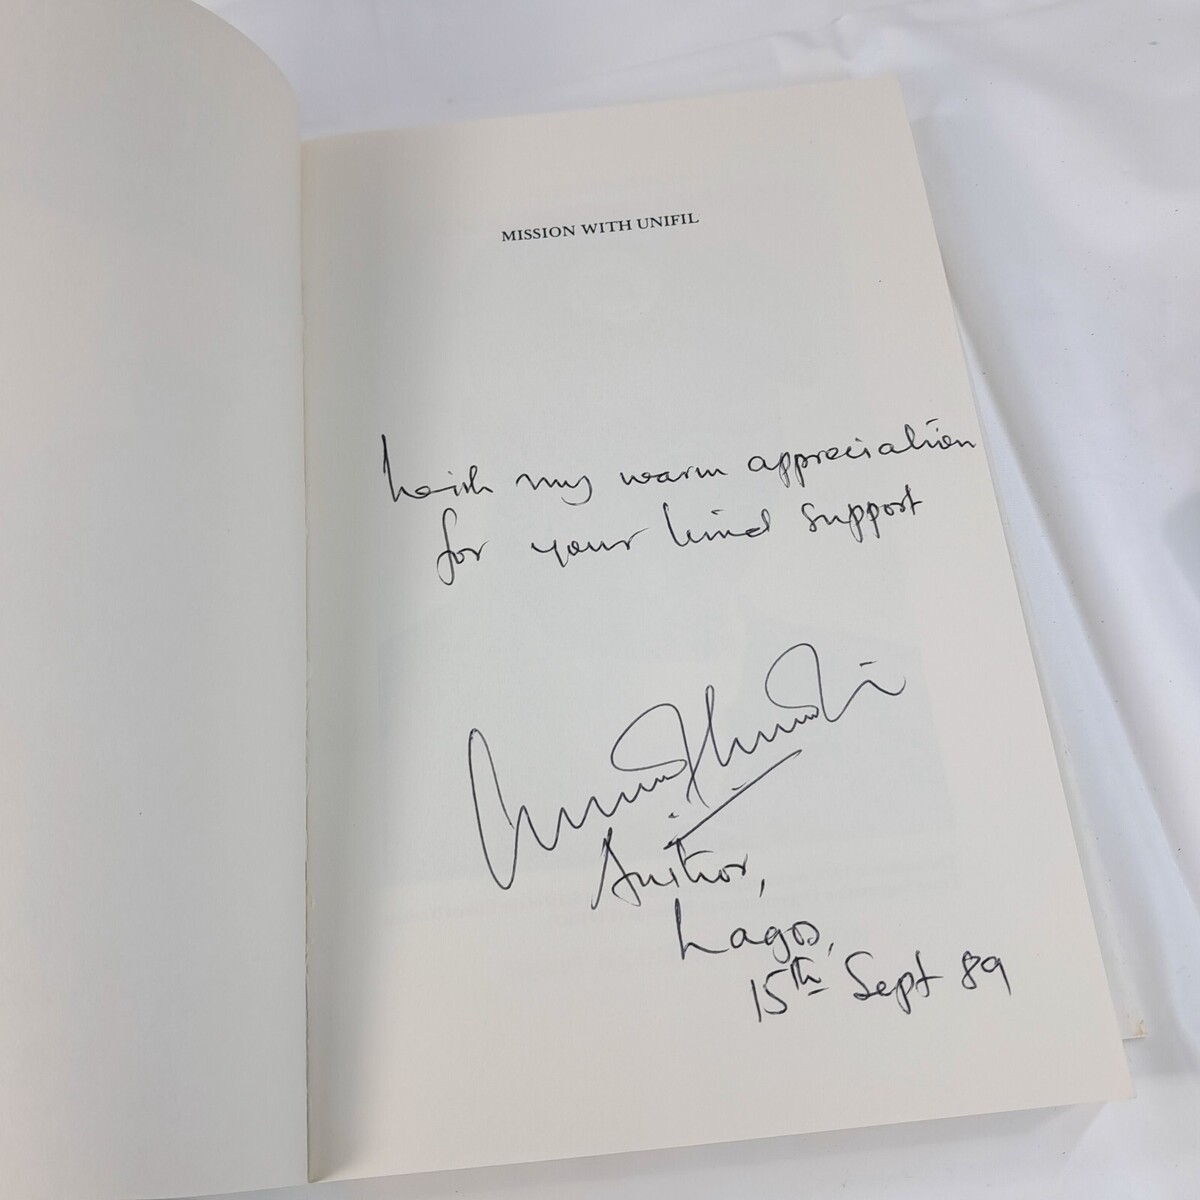 MISSION WITH UNIFIL
with my warm appreciation
for your kind support
Author,
Lagos,
15th Sept 89